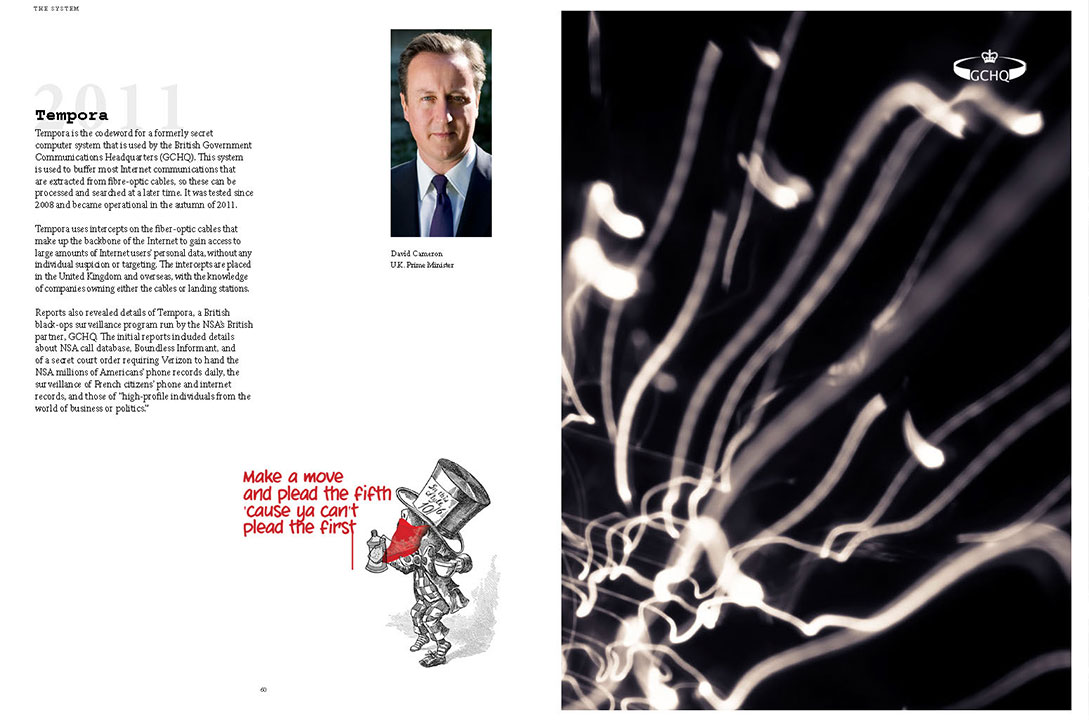 THE SYSTEM
2011
Tempora
Tempora is the codeword for a formerly secret
computer system that is used by the British Government
Communications Headquarters (GCHQ). This system
is used to buffer most Internet communications that
are extracted from fibre-optic cables, so these can be
processed and searched at a later time. It was tested since
2008 and became operational in the autumn of 2011.
Tempora uses intercepts on the fiber-optic cables that
make up the backbone of the Internet to gain access to
large amounts of Internet users' personal data, without any
individual suspicion or targeting. The intercepts are placed
in the United Kingdom and overseas, with the knowledge
of companies owning either the cables or landing stations.
Reports also revealed details of Tempora, a British
black-ops surveillance program run by the NSA's British
partner, GCHQ. The initial reports included details
about NSA call database, Boundless Informant, and
of a secret court order requiring Verizon to hand the
NSA millions of Americans' phone records daily, the
surveillance of French citizens' phone and internet
records, and those of "high-profile individuals from the
world of business or politics."
David Cameron
U.K. Prime Minister
Make a move
and plead the fifth
'cause ya can't
plead the first
In this
Style
10/6
60
GCHQ